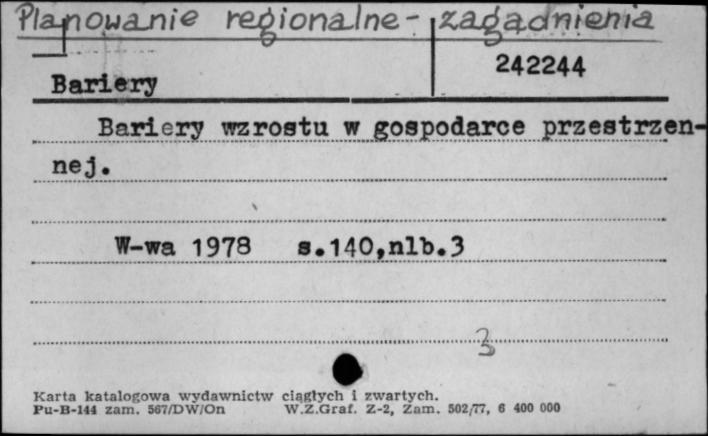 Planowanie regionalne - zagadnienia
242244
Bariery
Bariery wzrostu w gospodarce przestrzen-
nej.
W-wa 1978 s.140,nlb.3
3
Karta katalogowa wydawnictw ciągłych i zwartych.
Pu-B-144 zam. 567/DW/On W.Z.Graf. Z-2, Zam. 502/77, 6 400 000